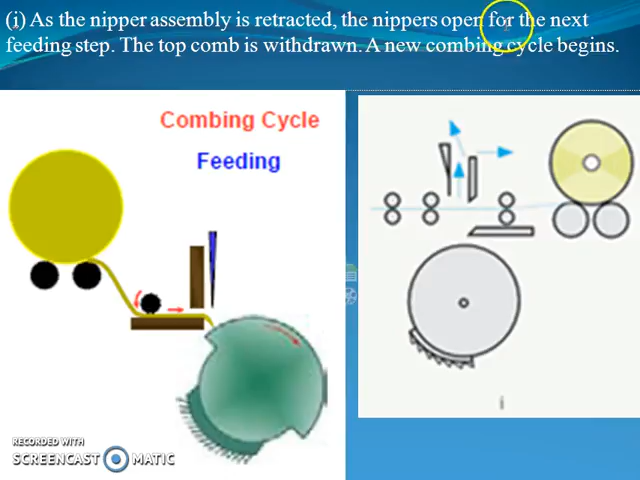 (i) As the nipper assembly is retracted, the nippers open for the next
feeding step. The top comb is withdrawn. A new combing cycle begins.
Combing Cycle
Feeding
i
RECORDED WITH
SCREENCAST MATIC